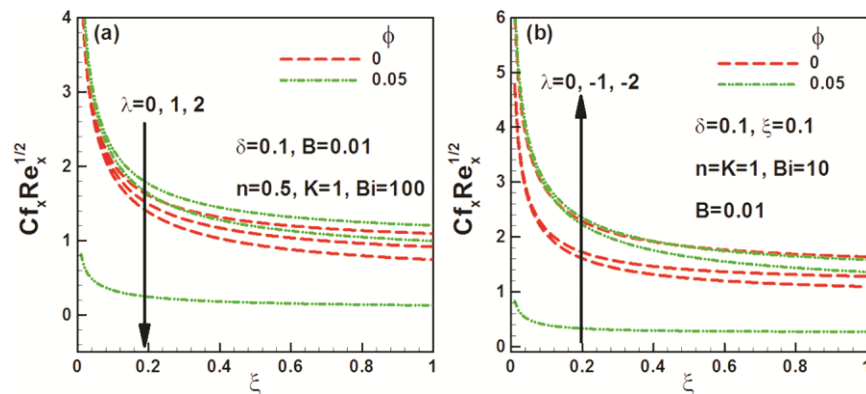 (a)
ϕ
0
0.05
λ=0, 1, 2
δ=0.1, B=0.01
n=0.5, K=1, Bi=100
Cf_x Re_x^{1/2}
4
3
2
1
0
0 0.2 0.4 0.6 0.8 1
ξ
(b)
ϕ
0
0.05
λ=0, -1, -2
δ=0.1, ξ=0.1
n=K=1, Bi=10
B=0.01
Cf_x Re_x^{1/2}
6
5
4
3
2
1
0
0 0.2 0.4 0.6 0.8 1
ξ